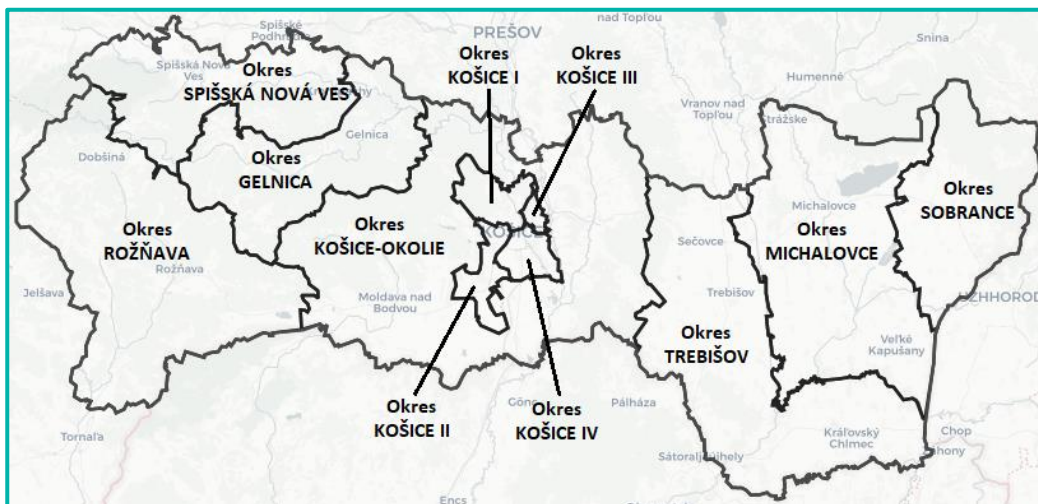 nad Topľou
Snina
Spišské
Podhr
PREŠOV
Okres
KOŠICE I
Okres
KOŠICE III
Spišská Nová
Ves
Okres
SPIŠSKÁ NOVÁ VES
Humenné
Vranov nad
Topľou
Strážske
Gelnica
Dobšiná
Okres
GELNICA
Okres
ROŽŇAVA
Okres
KOŠICE-OKOLIE
KOŠICE
Michalovce
Okres
SOBRANCE
Sečovce
Okres
MICHALOVCE
Rožňava
Jelšava
Moldava nad
Bodvou
Trebišov
UZHHOROD
Okres
TREBIŠOV
Veľké
Kapušany
Okres
KOŠICE II
Gönc
Okres
KOŠICE IV
Pálháza
Tornaľa
Kráľovský
Chlmec
Chop
Sátoraljaújhely
Encs